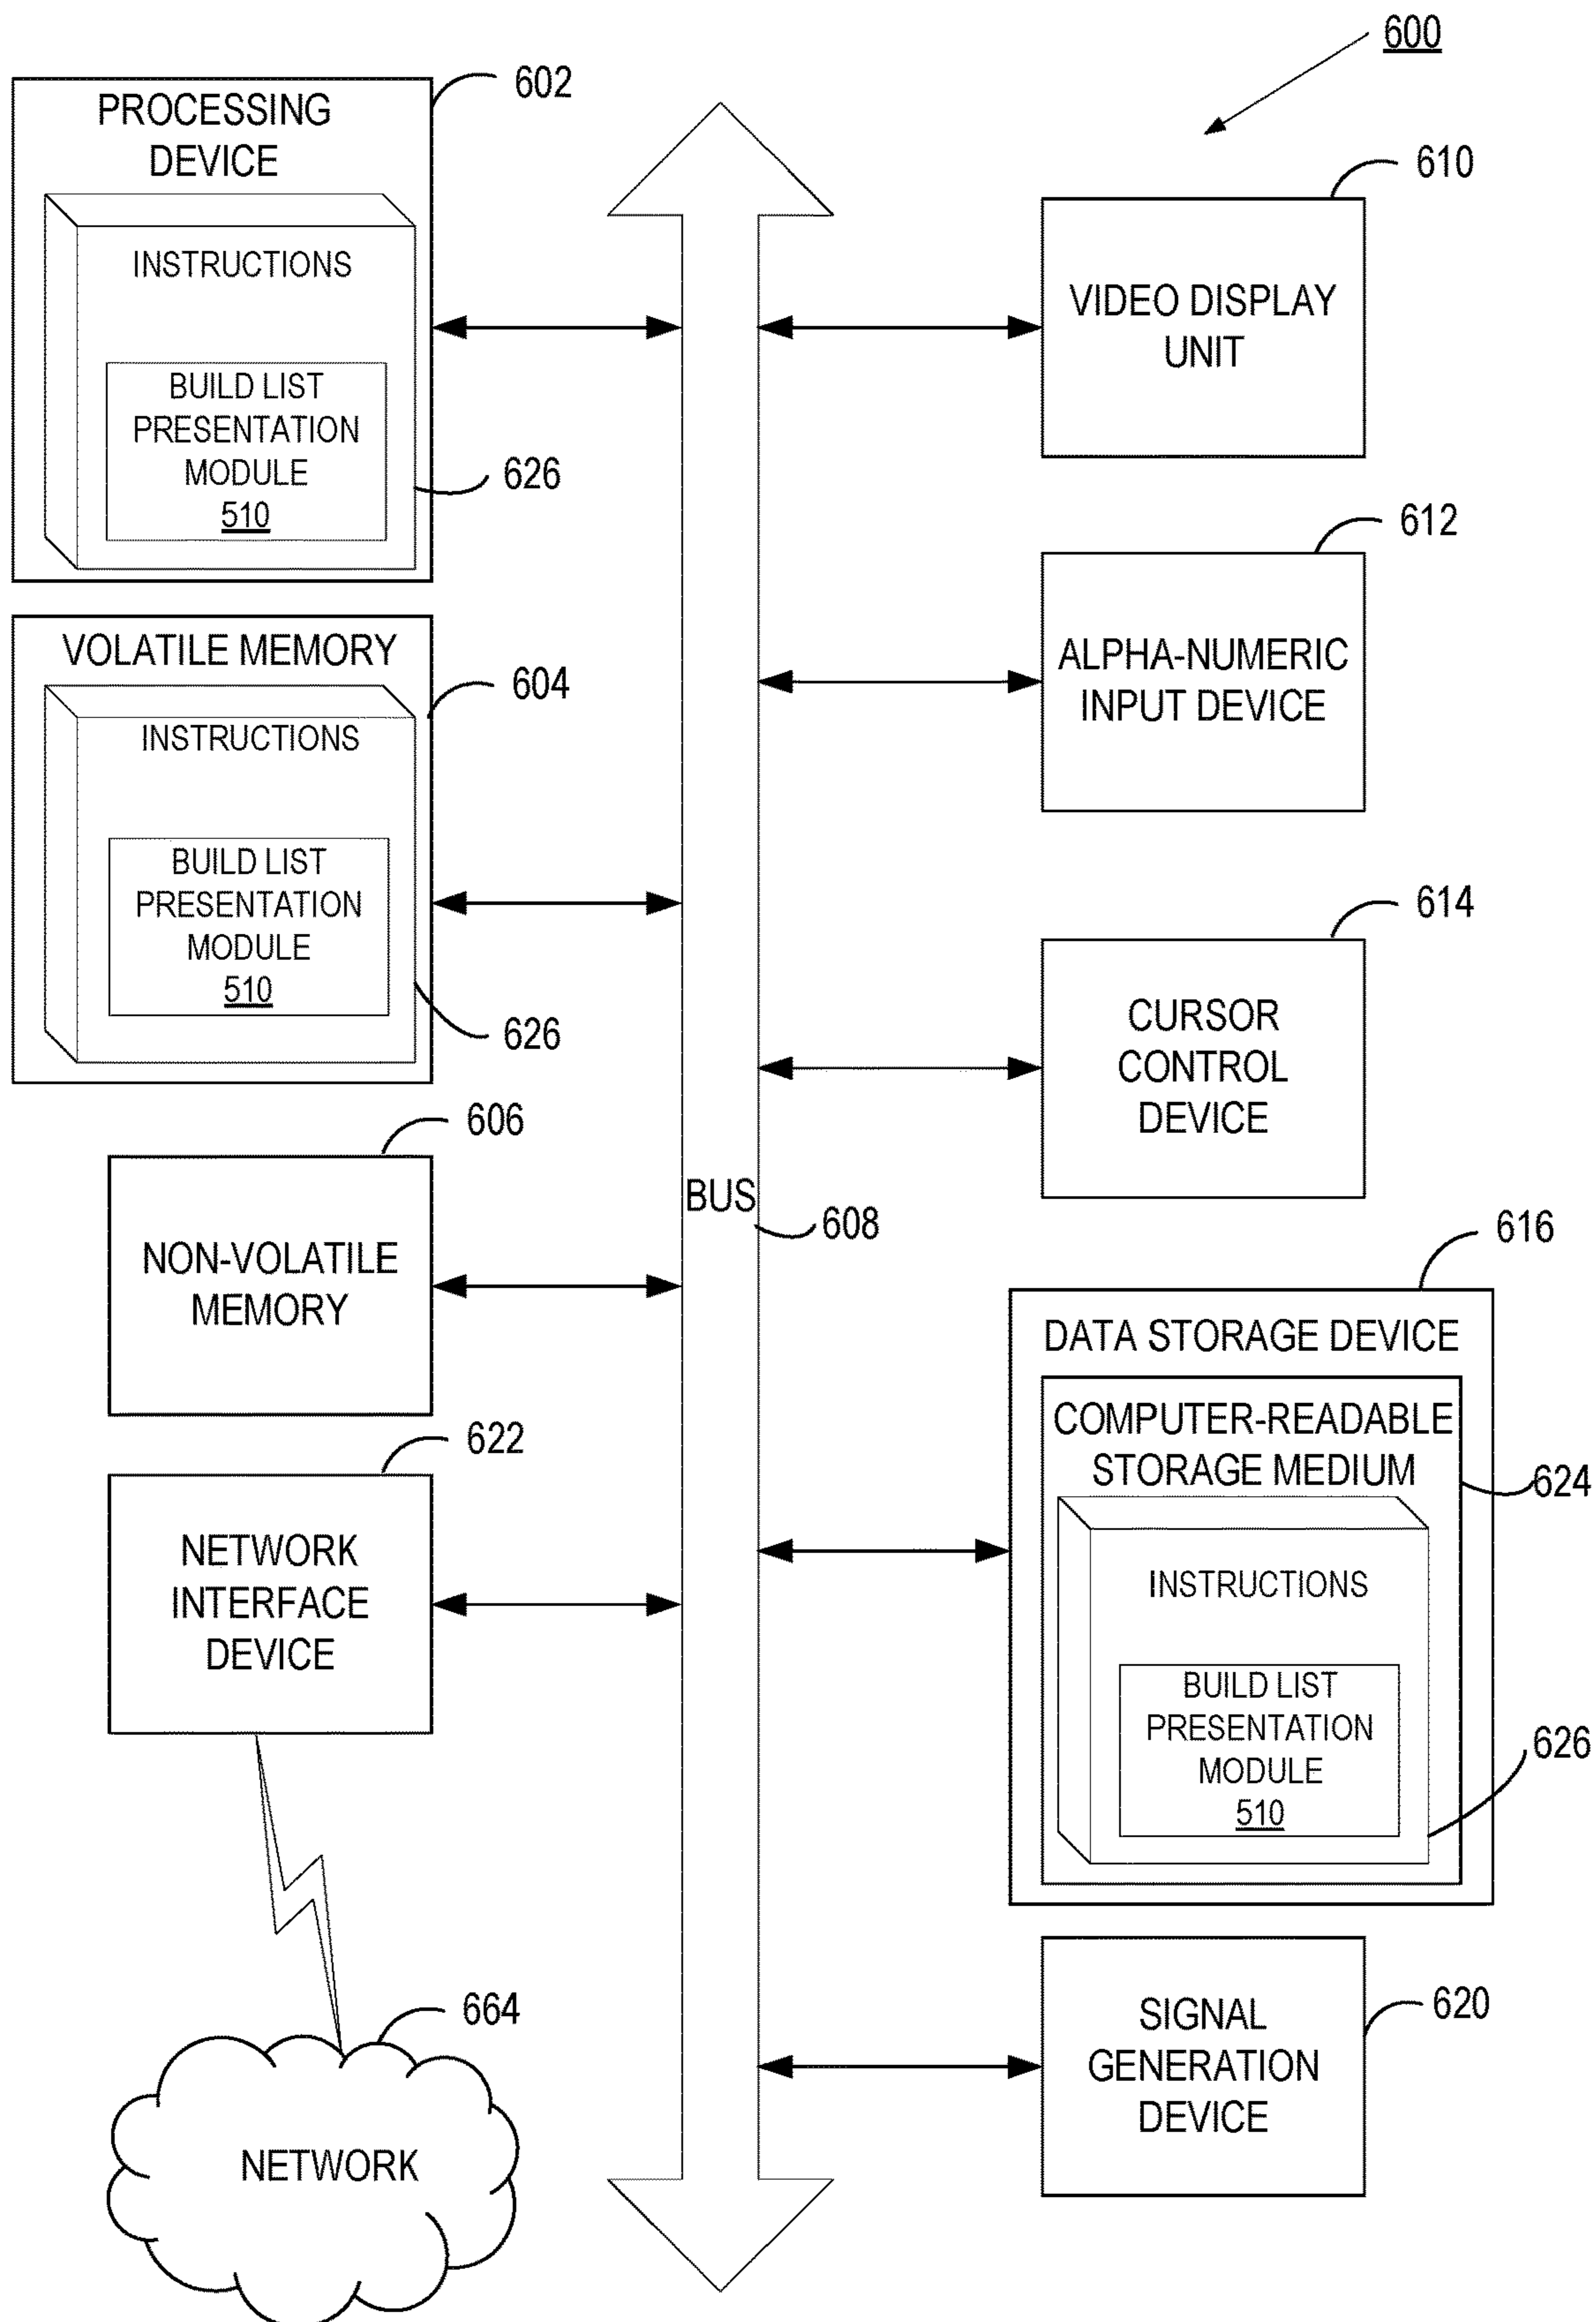 600
602
PROCESSING
DEVICE
INSTRUCTIONS
BUILD LIST
PRESENTATION
MODULE
510
626
VOLATILE MEMORY
604
INSTRUCTIONS
BUILD LIST
PRESENTATION
MODULE
510
626
606
NON-VOLATILE
MEMORY
622
NETWORK
INTERFACE
DEVICE
664
NETWORK
BUS
608
610
VIDEO DISPLAY
UNIT
612
ALPHA-NUMERIC
INPUT DEVICE
614
CURSOR
CONTROL
DEVICE
616
DATA STORAGE DEVICE
COMPUTER-READABLE
STORAGE MEDIUM
624
INSTRUCTIONS
BUILD LIST
PRESENTATION
MODULE
510
626
620
SIGNAL
GENERATION
DEVICE